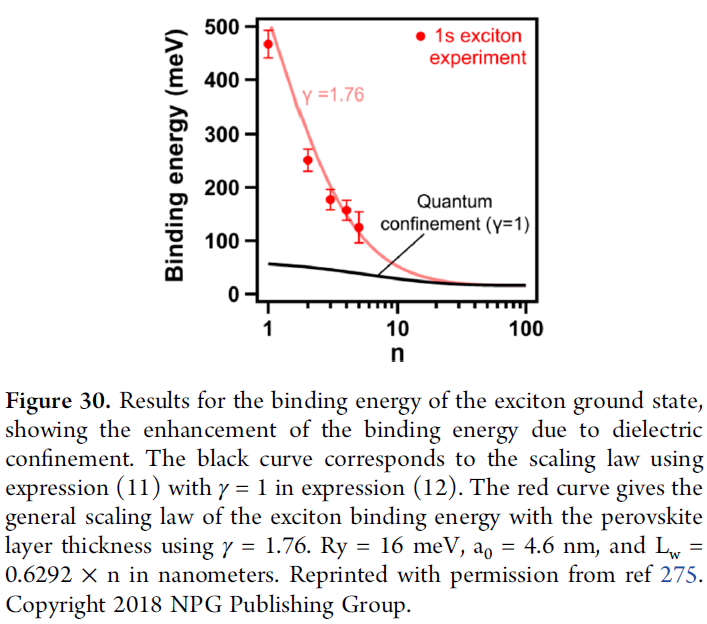 500
400
300
200
100
0
Binding energy (meV)
1s exciton
experiment
γ =1.76
Quantum
confinement (γ=1)
1
10
100
n
Figure 30. Results for the binding energy of the exciton ground state,
showing the enhancement of the binding energy due to dielectric
confinement. The black curve corresponds to the scaling law using
expression (11) with γ = 1 in expression (12). The red curve gives the
general scaling law of the exciton binding energy with the perovskite
layer thickness using γ = 1.76. Ry = 16 meV, a₀ = 4.6 nm, and L_w =
0.6292 × n in nanometers. Reprinted with permission from ref 275.
Copyright 2018 NPG Publishing Group.